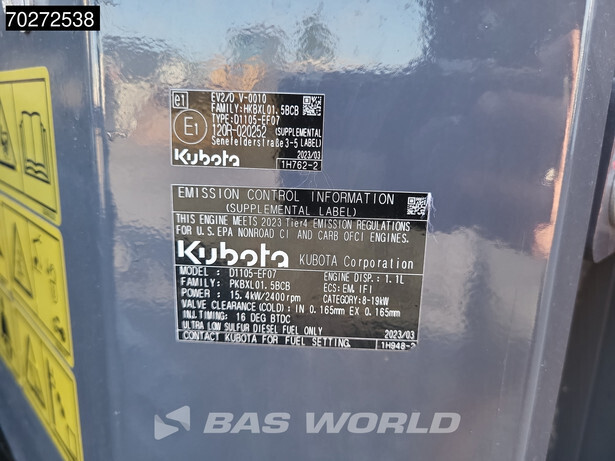 70272538
e1
EV2/D V-0010
FAMILY:HKBXL01.5BCB
TYPE:D1105-EF07
E1
120R-020252 (SUPPLEMENTAL
Senefelderstraße 3-5 LABEL)
2023/03
Kubota
1H762-2
EMISSION CONTROL INFORMATION
(SUPPLEMENTAL LABEL)
THIS ENGINE MEETS 2023 Tier4 EMISSION REGULATIONS
FOR U.S.EPA NONROAD CI AND CARB OFCI ENGINES.
Kubota KUBOTA Corporation
MODEL : D1105-EF07 ENGINE DISP.: 1.1L
FAMILY: PKBXL01.5BCB ECS: EM, IFI
POWER : 15.4kW/2400rpm CATEGORY:8-19kW
VALVE CLEARANCE(COLD): IN 0.165mm EX 0.165mm
INJ.TIMING: 16 DEG BTDC
ULTRA LOW SULFUR DIESEL FUEL ONLY 2023/03
CONTACT KUBOTA FOR FUEL SETTING. 1H948-2
BAS WORLD